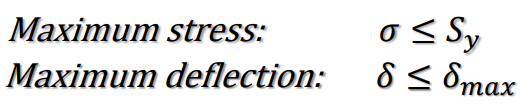 Maximum stress: σ ≤ S_y
Maximum deflection: δ ≤ δ_max